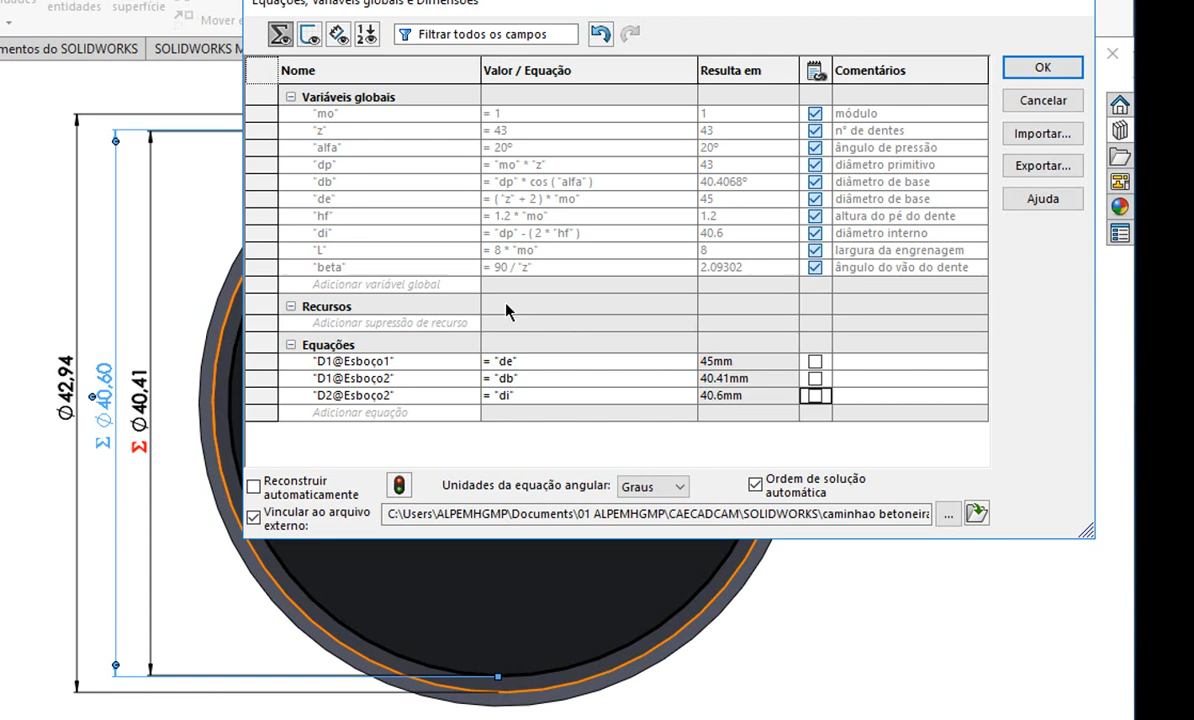 entidades
superfície
Mover e
mentos do SOLIDWORKS
SOLIDWORKS M
Equações, Variáveis globais e Dimensões
Filtrar todos os campos
Nome Valor / Equação Resulta em Comentários
Variáveis globais
"mo" = 1 1 módulo
"z" = 43 43 n° de dentes
"alfa" = 20º 20º ângulo de pressão
"dp" = "mo" * "z" 43 diâmetro primitivo
"db" = "dp" * cos ( "alfa" ) 40.4068º diâmetro de base
"de" = ( "z" + 2 ) * "mo" 45 diâmetro de base
"hf" = 1.2 * "mo" 1.2 altura do pé do dente
"di" = "dp" - ( 2 * "hf" ) 40.6 diâmetro interno
"L" = 8 * "mo" 8 largura da engrenagem
"beta" = 90 / "z" 2.09302 ângulo do vão do dente
Adicionar variável global
Recursos
Adicionar supressão de recurso
Equações
"D1@Esboço1" = "de" 45mm
"D1@Esboço2" = "db" 40.41mm
"D2@Esboço2" = "di" 40.6mm
Adicionar equação
OK
Cancelar
Importar...
Exportar...
Ajuda
Reconstruir
automaticamente
Unidades da equação angular: Graus
Ordem de solução
automática
Vincular ao arquivo
externo:
C:\Users\ALPEMHGMP\Documents\01 ALPEMHGMP\CAECADCAM\SOLIDWORKS\caminhao betoneira
...
Ø42,94
Σ Ø40,60
Σ Ø40,41